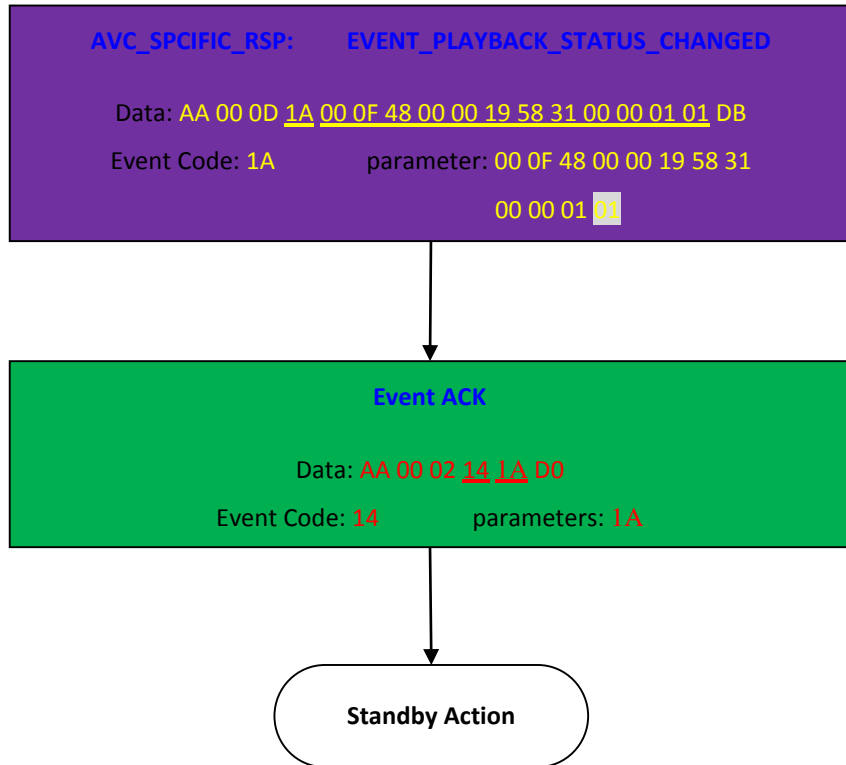 AVC_SPCIFIC_RSP: EVENT_PLAYBACK_STATUS_CHANGED
Data: AA 00 0D 1A 00 0F 48 00 00 19 58 31 00 00 01 01 DB
Event Code: 1A parameter: 00 0F 48 00 00 19 58 31
00 00 01 01
Event ACK
Data: AA 00 02 14 1A D0
Event Code: 14 parameters: 1A
Standby Action